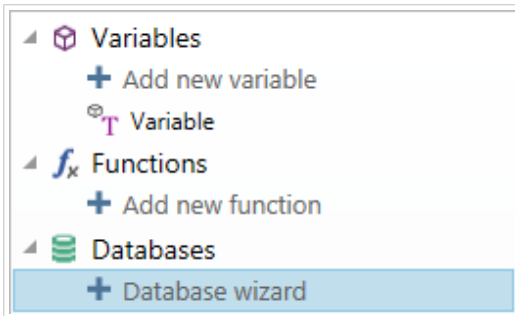 Variables
Add new variable
Variable
Functions
Add new function
Databases
Database wizard